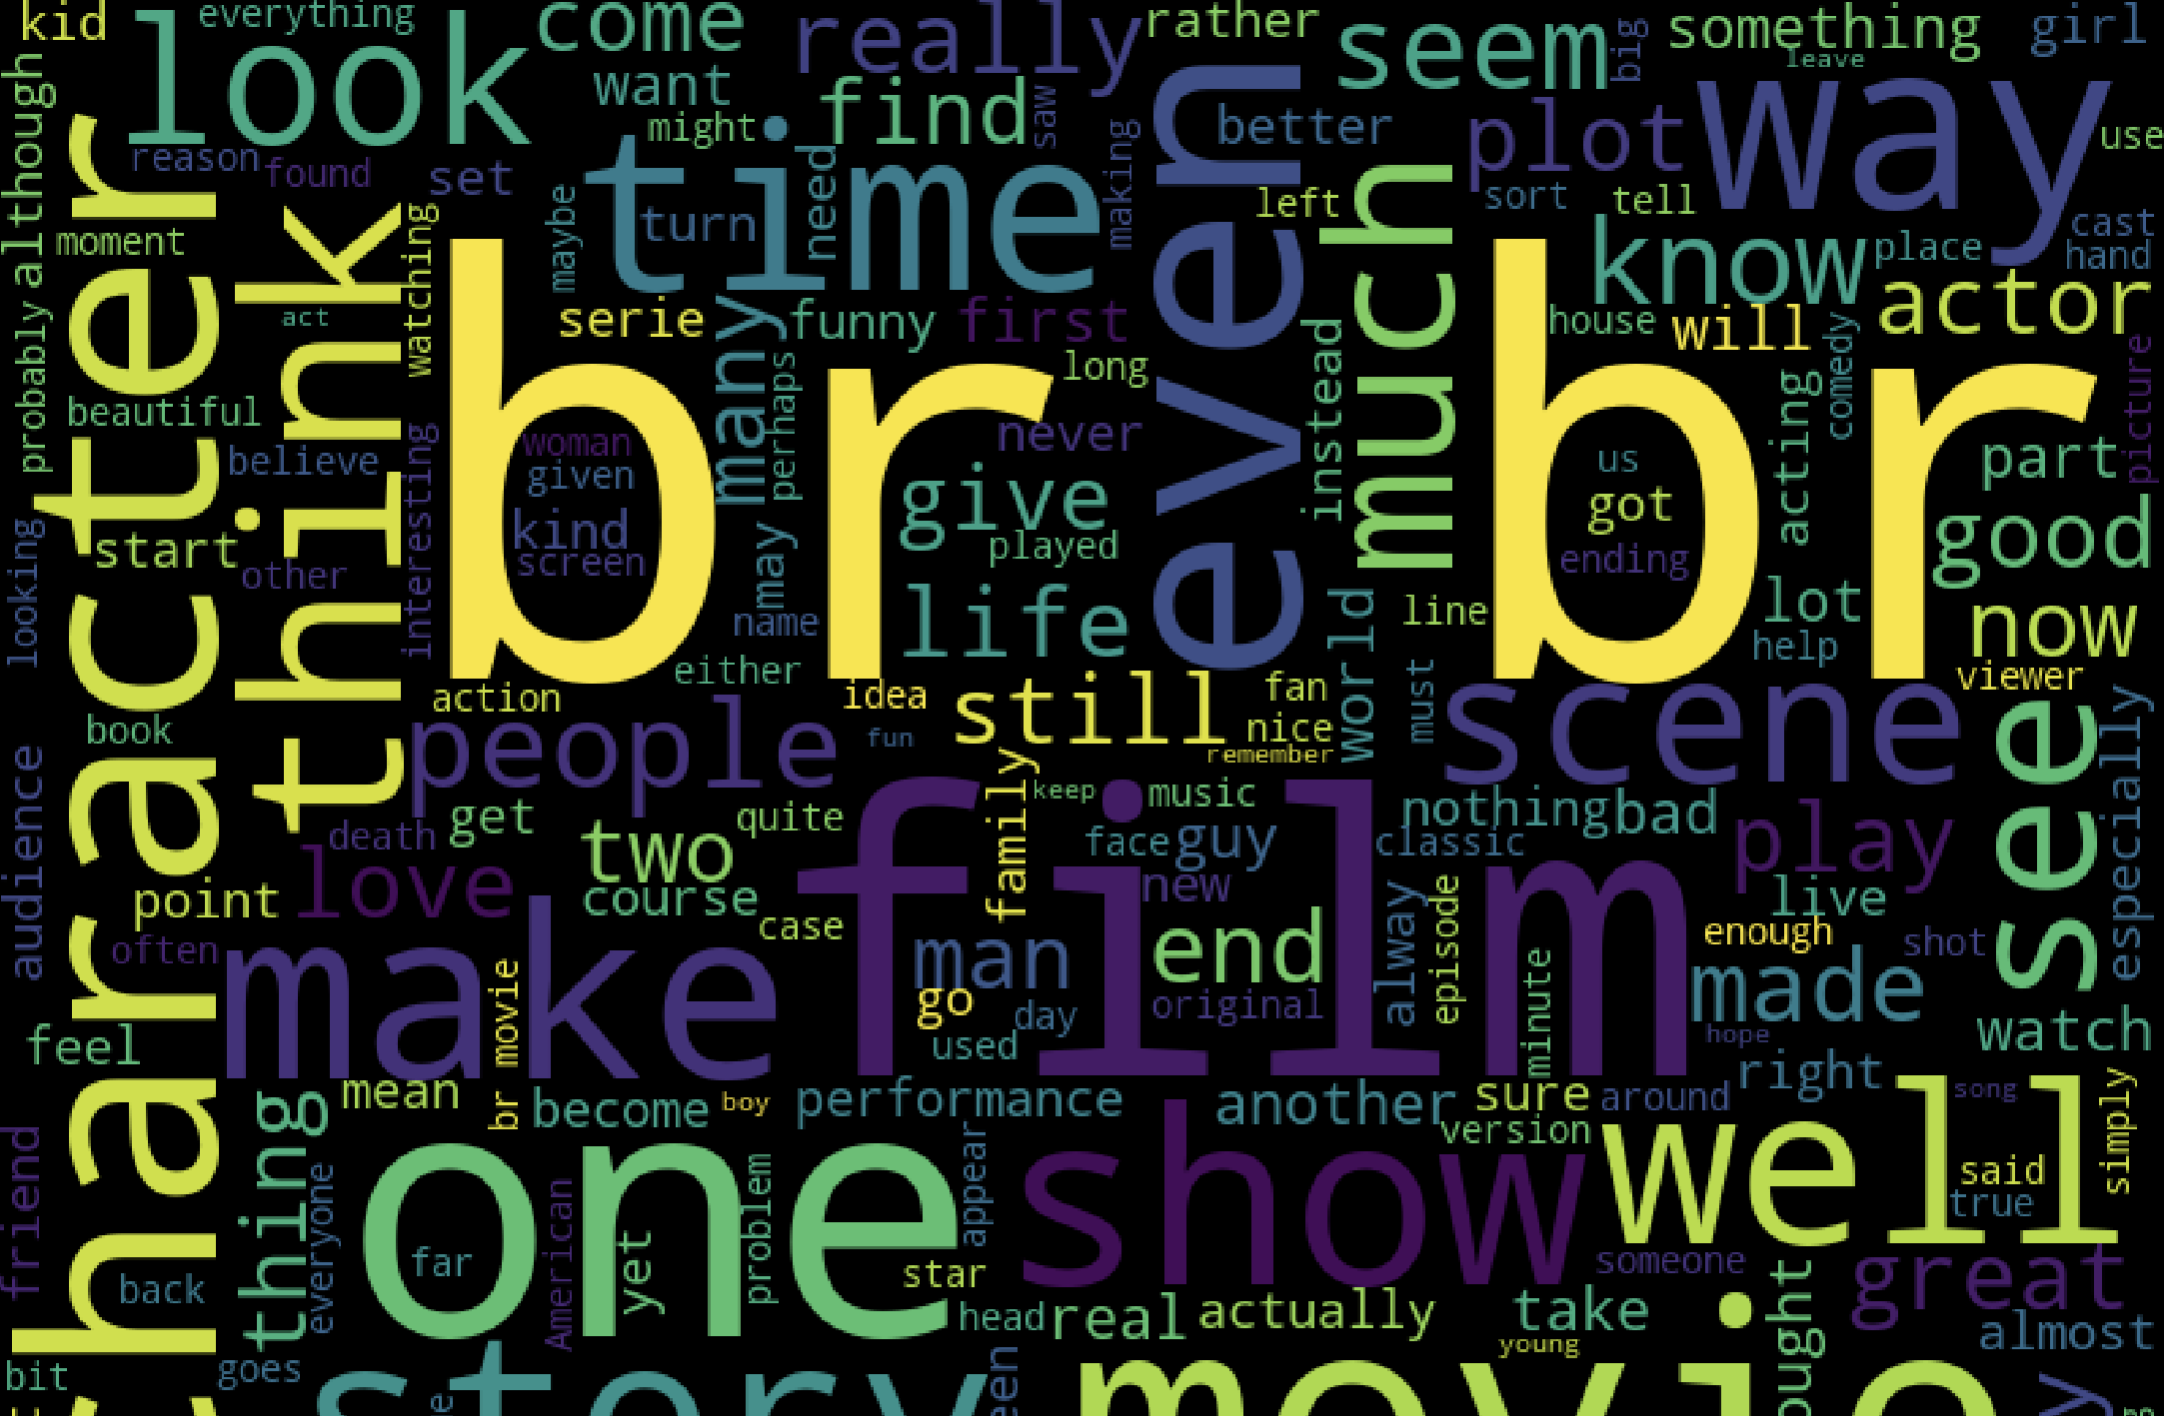 kid
everything
look
come
really
rather
seem
big
something
leave
girl
want
might
find
saw
making
better
plot
way
use
although
reason
found
set
maybe
time
turn
need
even
left
much
sort
tell
cast
hand
character
moment
think
watching
know
place
actor
probably
act
br
serie
many
funny
first
long
instead
br
house
will
comedy
picture
beautiful
believe
interesting
woman
given
kind
screen
perhaps
never
give
played
us
got
ending
acting
part
good
looking
start
other
may
name
life
world
line
lot
help
now
either
action
idea
still
fan
nice
remember
must
scene
viewer
see
especially
book
people
fun
family
audience
death
get
two
quite
film
keep
music
face
guy
new
nothing
bad
classic
play
live
love
point
course
case
often
make
man
end
go
day
original
used
alway
episode
minute
enough
made
shot
hope
watch
feel
br movie
mean
become
boy
performance
another
sure
around
right
version
song
simply
friend
thing
everyone
one
far
American
yet
problem
appear
show
well
said
true
back
star
head
real
actually
someone
take
great
almost
young
bit
goes
story
movie